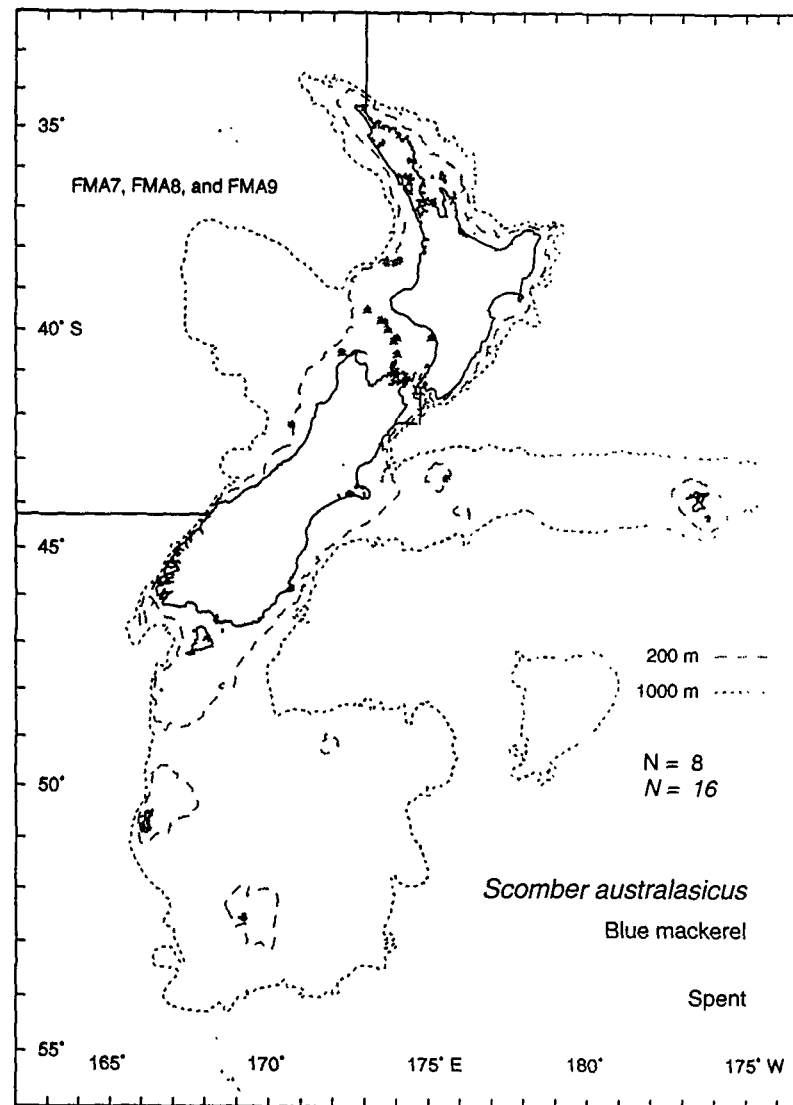 35°
FMA7, FMA8, and FMA9
40° S
45°
200 m
1000 m
N = 8
N = 16
50°
Scomber australasicus
Blue mackerel
Spent
55°
165°
170°
175° E
180°
175° W